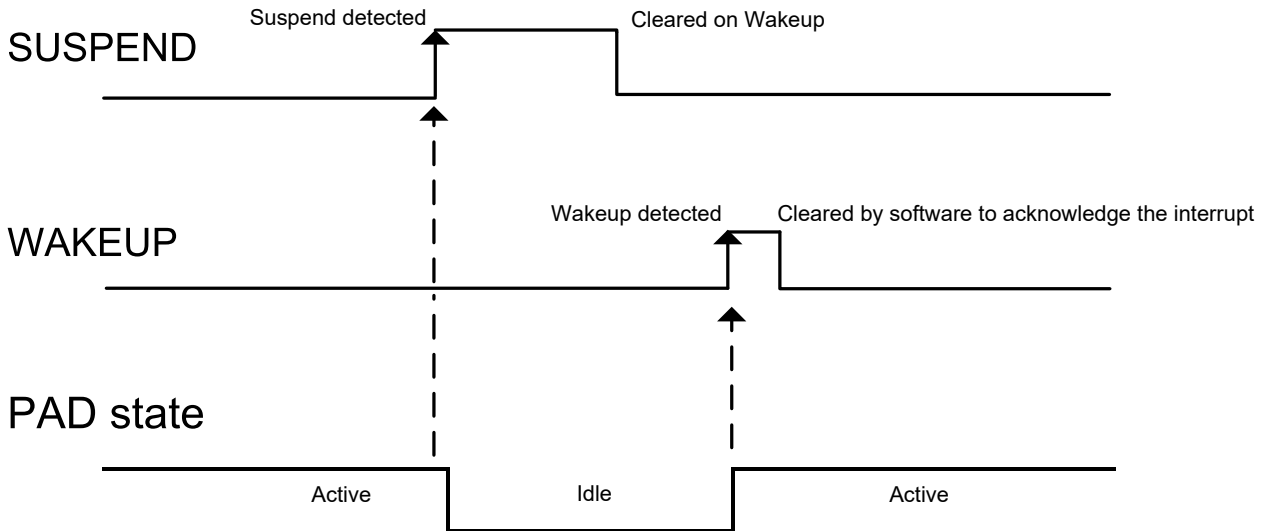 Suspend detected
Cleared on Wakeup
SUSPEND
Wakeup detected
Cleared by software to acknowledge the interrupt
WAKEUP
PAD state
Active
Idle
Active